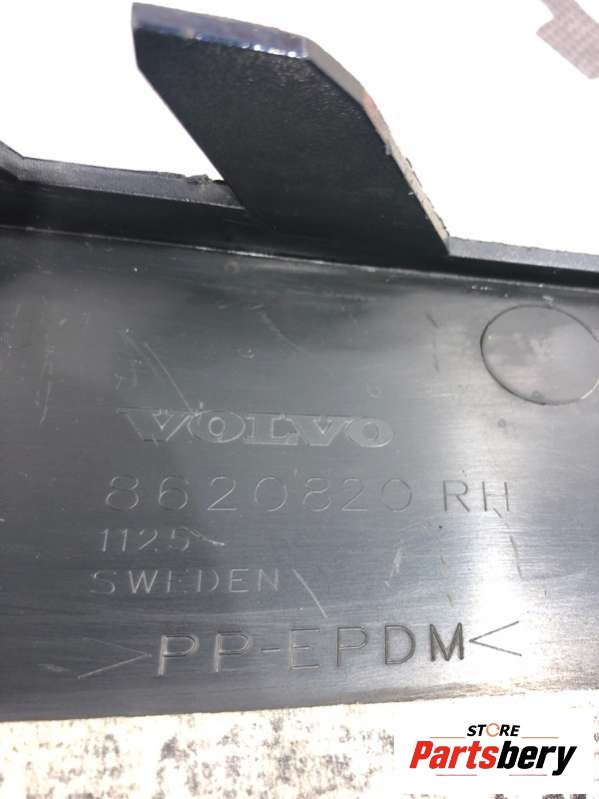 VOLVO
8620820 RH
1125
SWEDEN
>PP-EPDM<
STORE
Partsbery